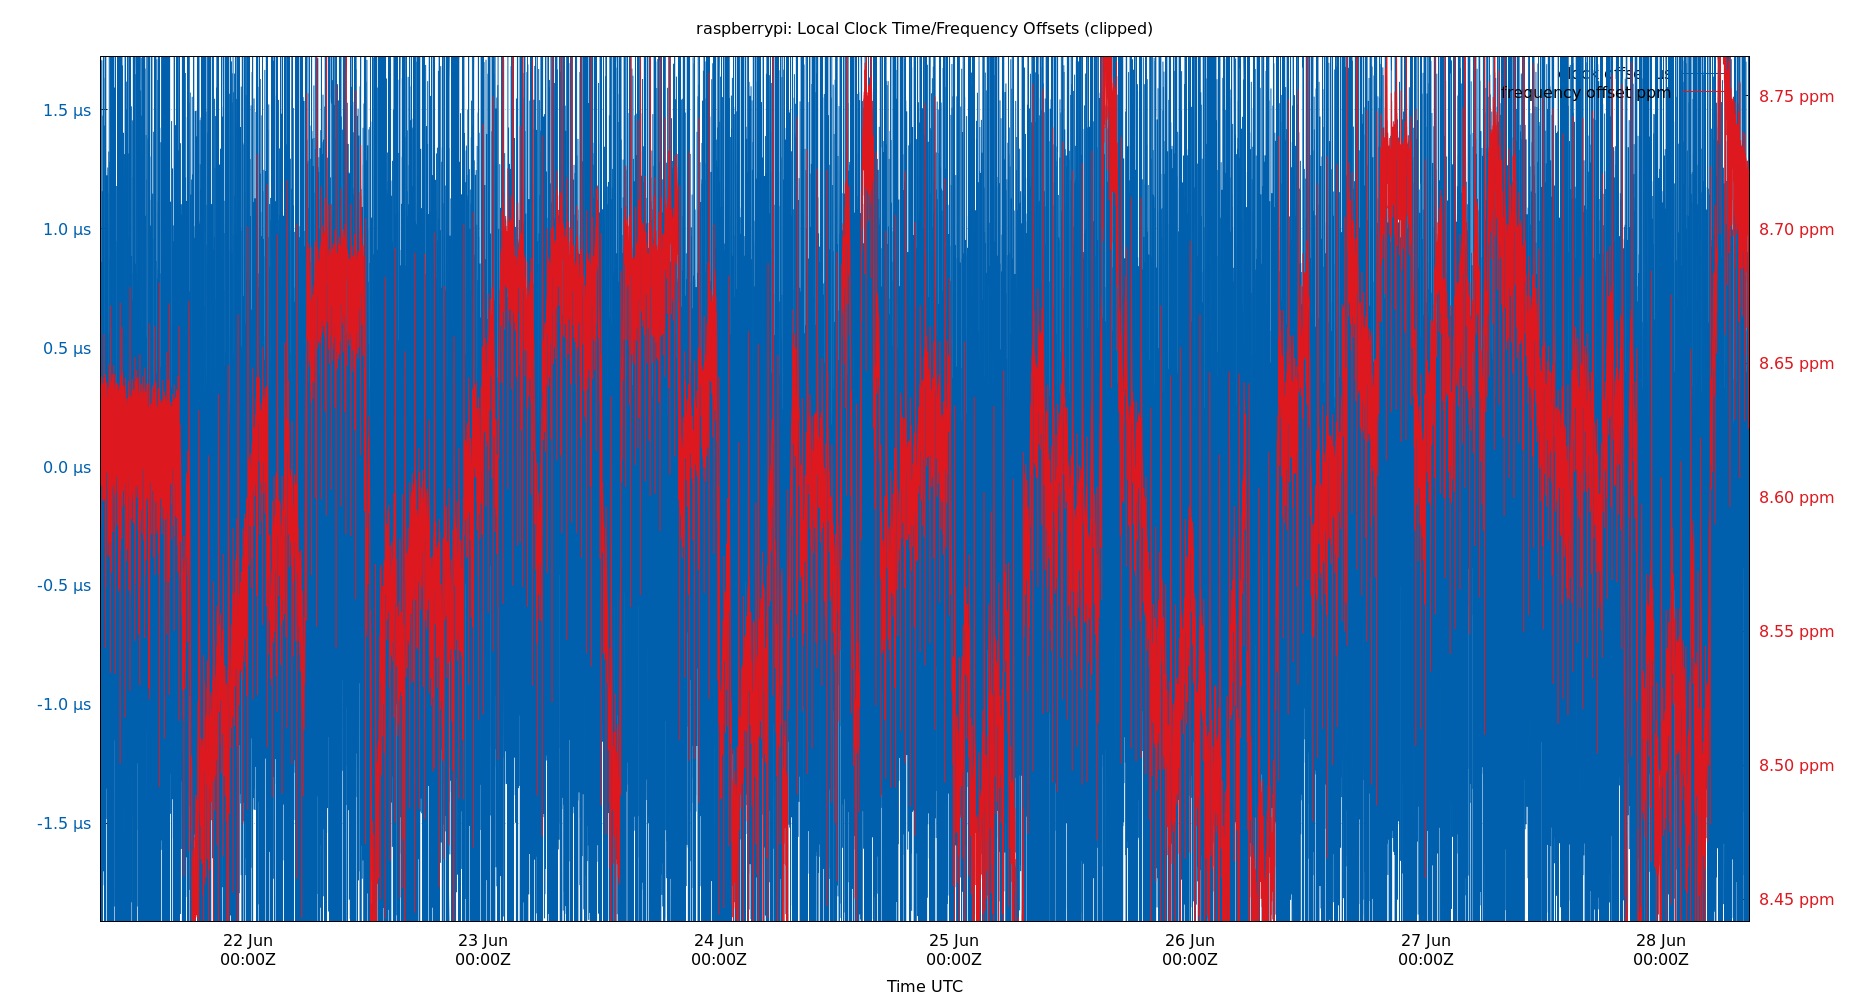 raspberrypi: Local Clock Time/Frequency Offsets (clipped)
clock offset µs
frequency offset ppm
1.5 µs
1.0 µs
0.5 µs
0.0 µs
-0.5 µs
-1.0 µs
-1.5 µs
8.75 ppm
8.70 ppm
8.65 ppm
8.60 ppm
8.55 ppm
8.50 ppm
8.45 ppm
22 Jun
00:00Z
23 Jun
00:00Z
24 Jun
00:00Z
25 Jun
00:00Z
26 Jun
00:00Z
27 Jun
00:00Z
28 Jun
00:00Z
Time UTC